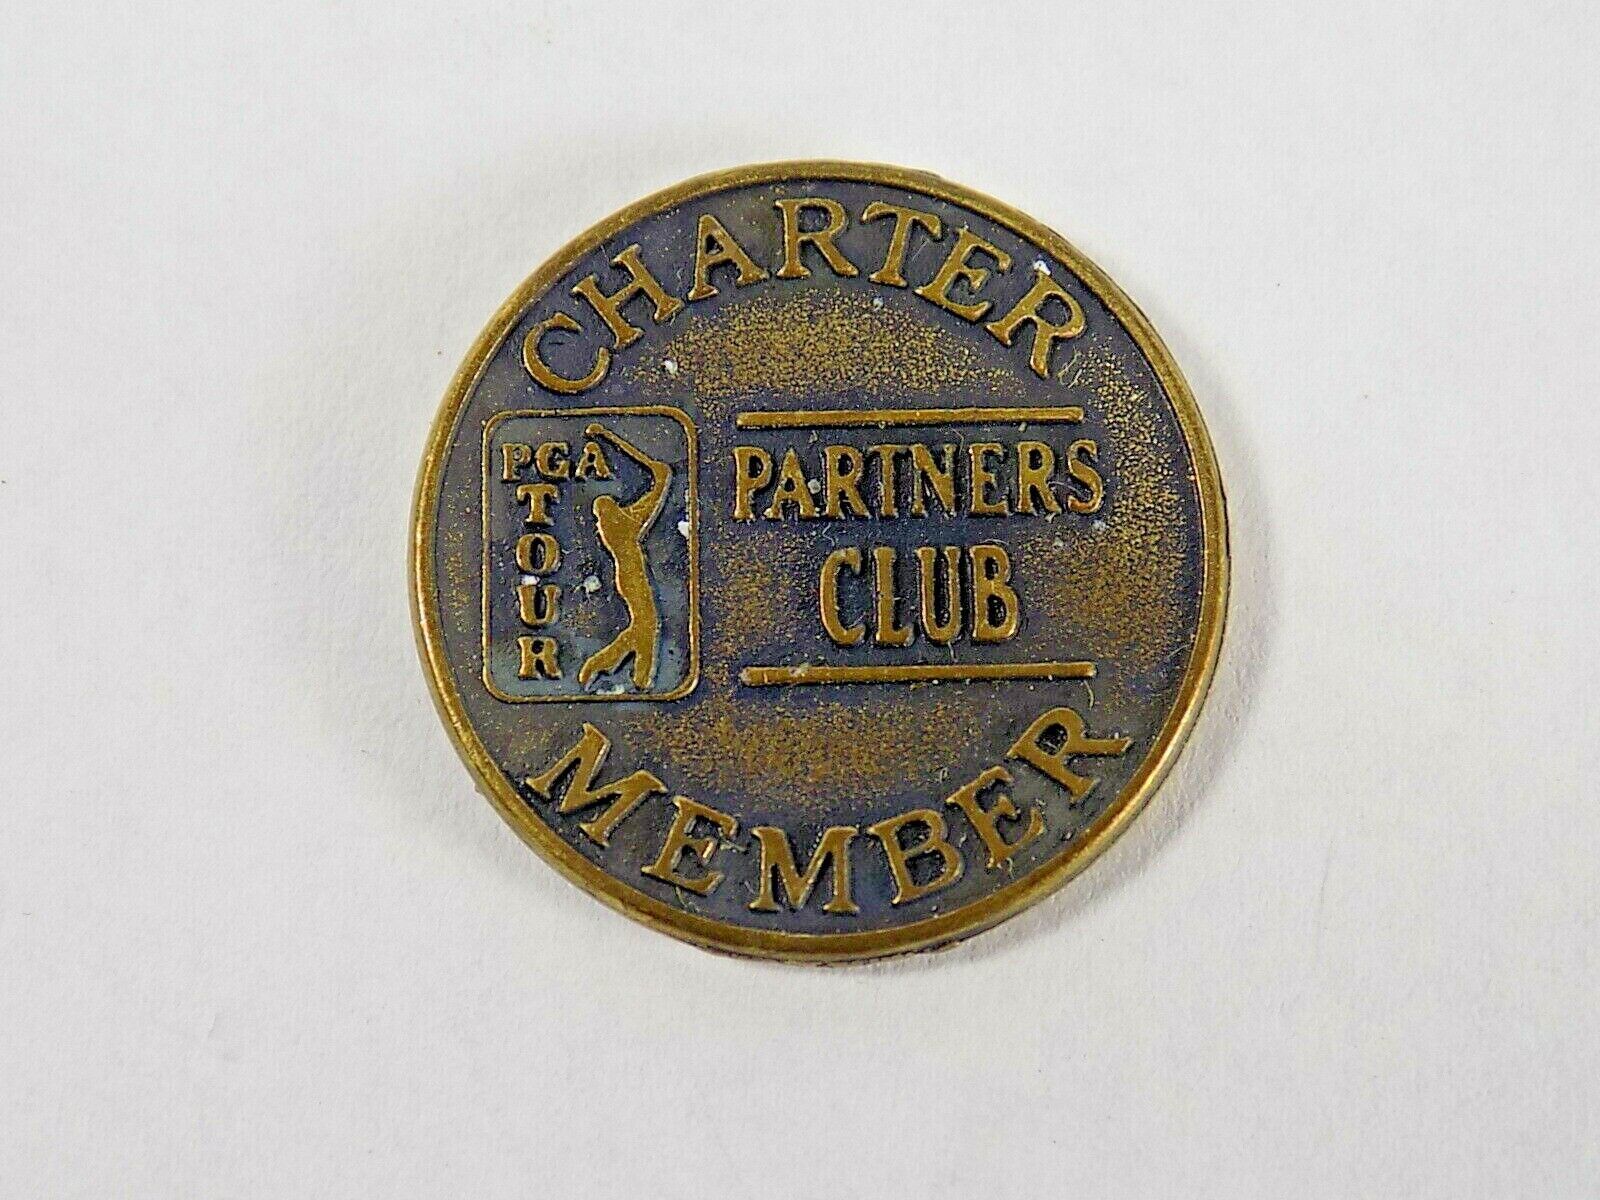 CHARTER
PGA
TOUR
PARTNERS
CLUB
MEMBER